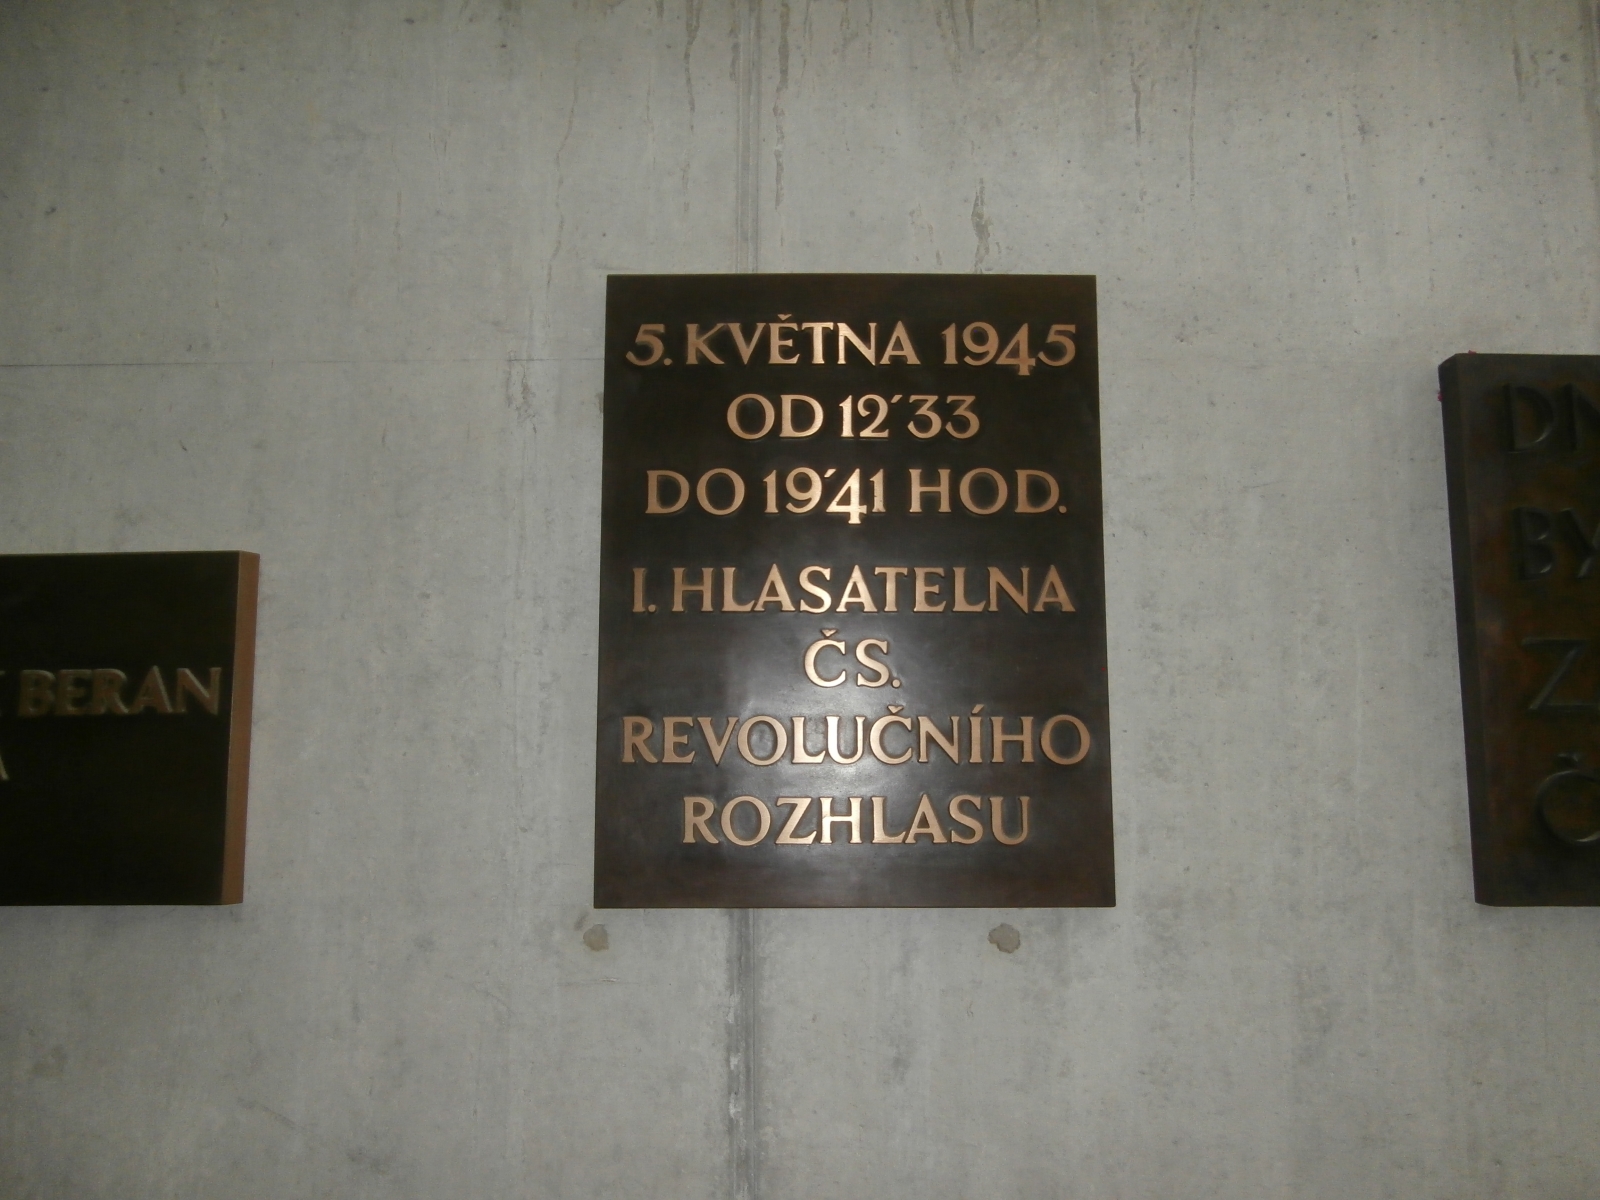 BERAN
5. KVĚTNA 1945
OD 12´33
DO 19´41 HOD.
I. HLASATELNA
ČS.
REVOLUČNÍHO
ROZHLASU